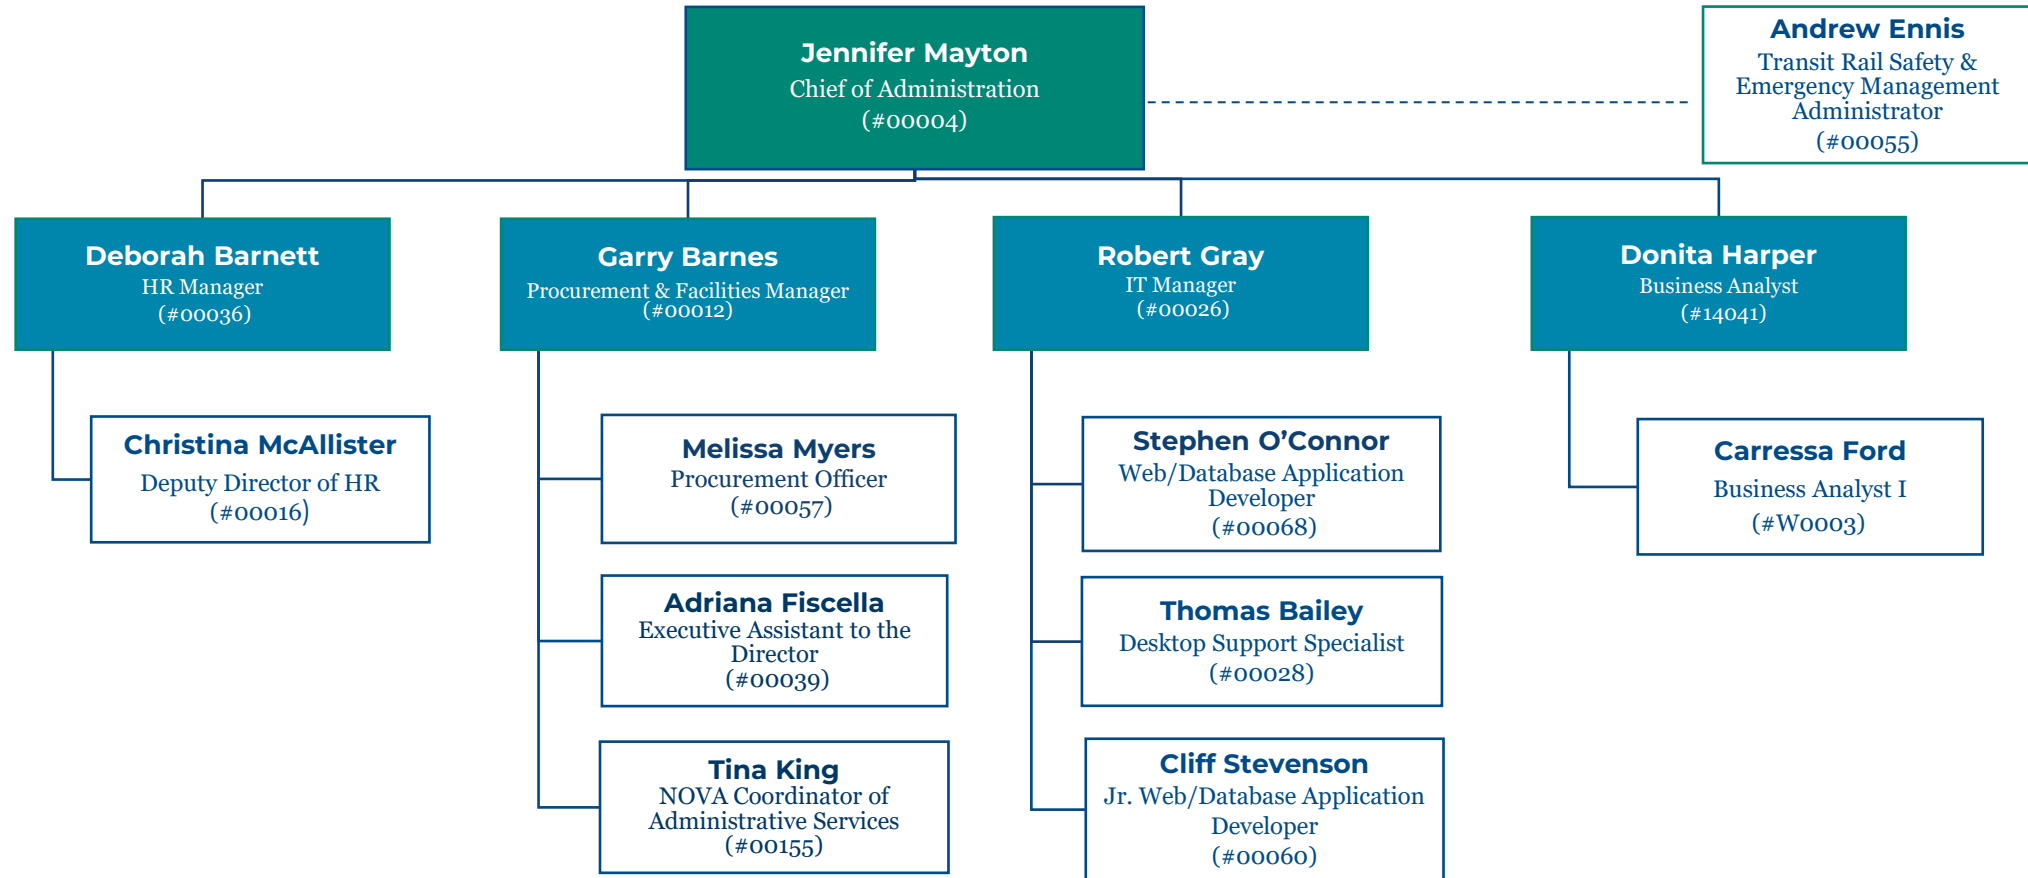 Jennifer Mayton
Chief of Administration
(#00004)
Andrew Ennis
Transit Rail Safety &
Emergency Management
Administrator
(#00055)
Deborah Barnett
HR Manager
(#00036)
Garry Barnes
Procurement & Facilities Manager
(#00012)
Robert Gray
IT Manager
(#00026)
Donita Harper
Business Analyst
(#14041)
Christina McAllister
Deputy Director of HR
(#00016)
Melissa Myers
Procurement Officer
(#00057)
Adriana Fiscella
Executive Assistant to the
Director
(#00039)
Tina King
NOVA Coordinator of
Administrative Services
(#00155)
Stephen O’Connor
Web/Database Application
Developer
(#00068)
Thomas Bailey
Desktop Support Specialist
(#00028)
Cliff Stevenson
Jr. Web/Database Application
Developer
(#00060)
Carressa Ford
Business Analyst I
(#W0003)